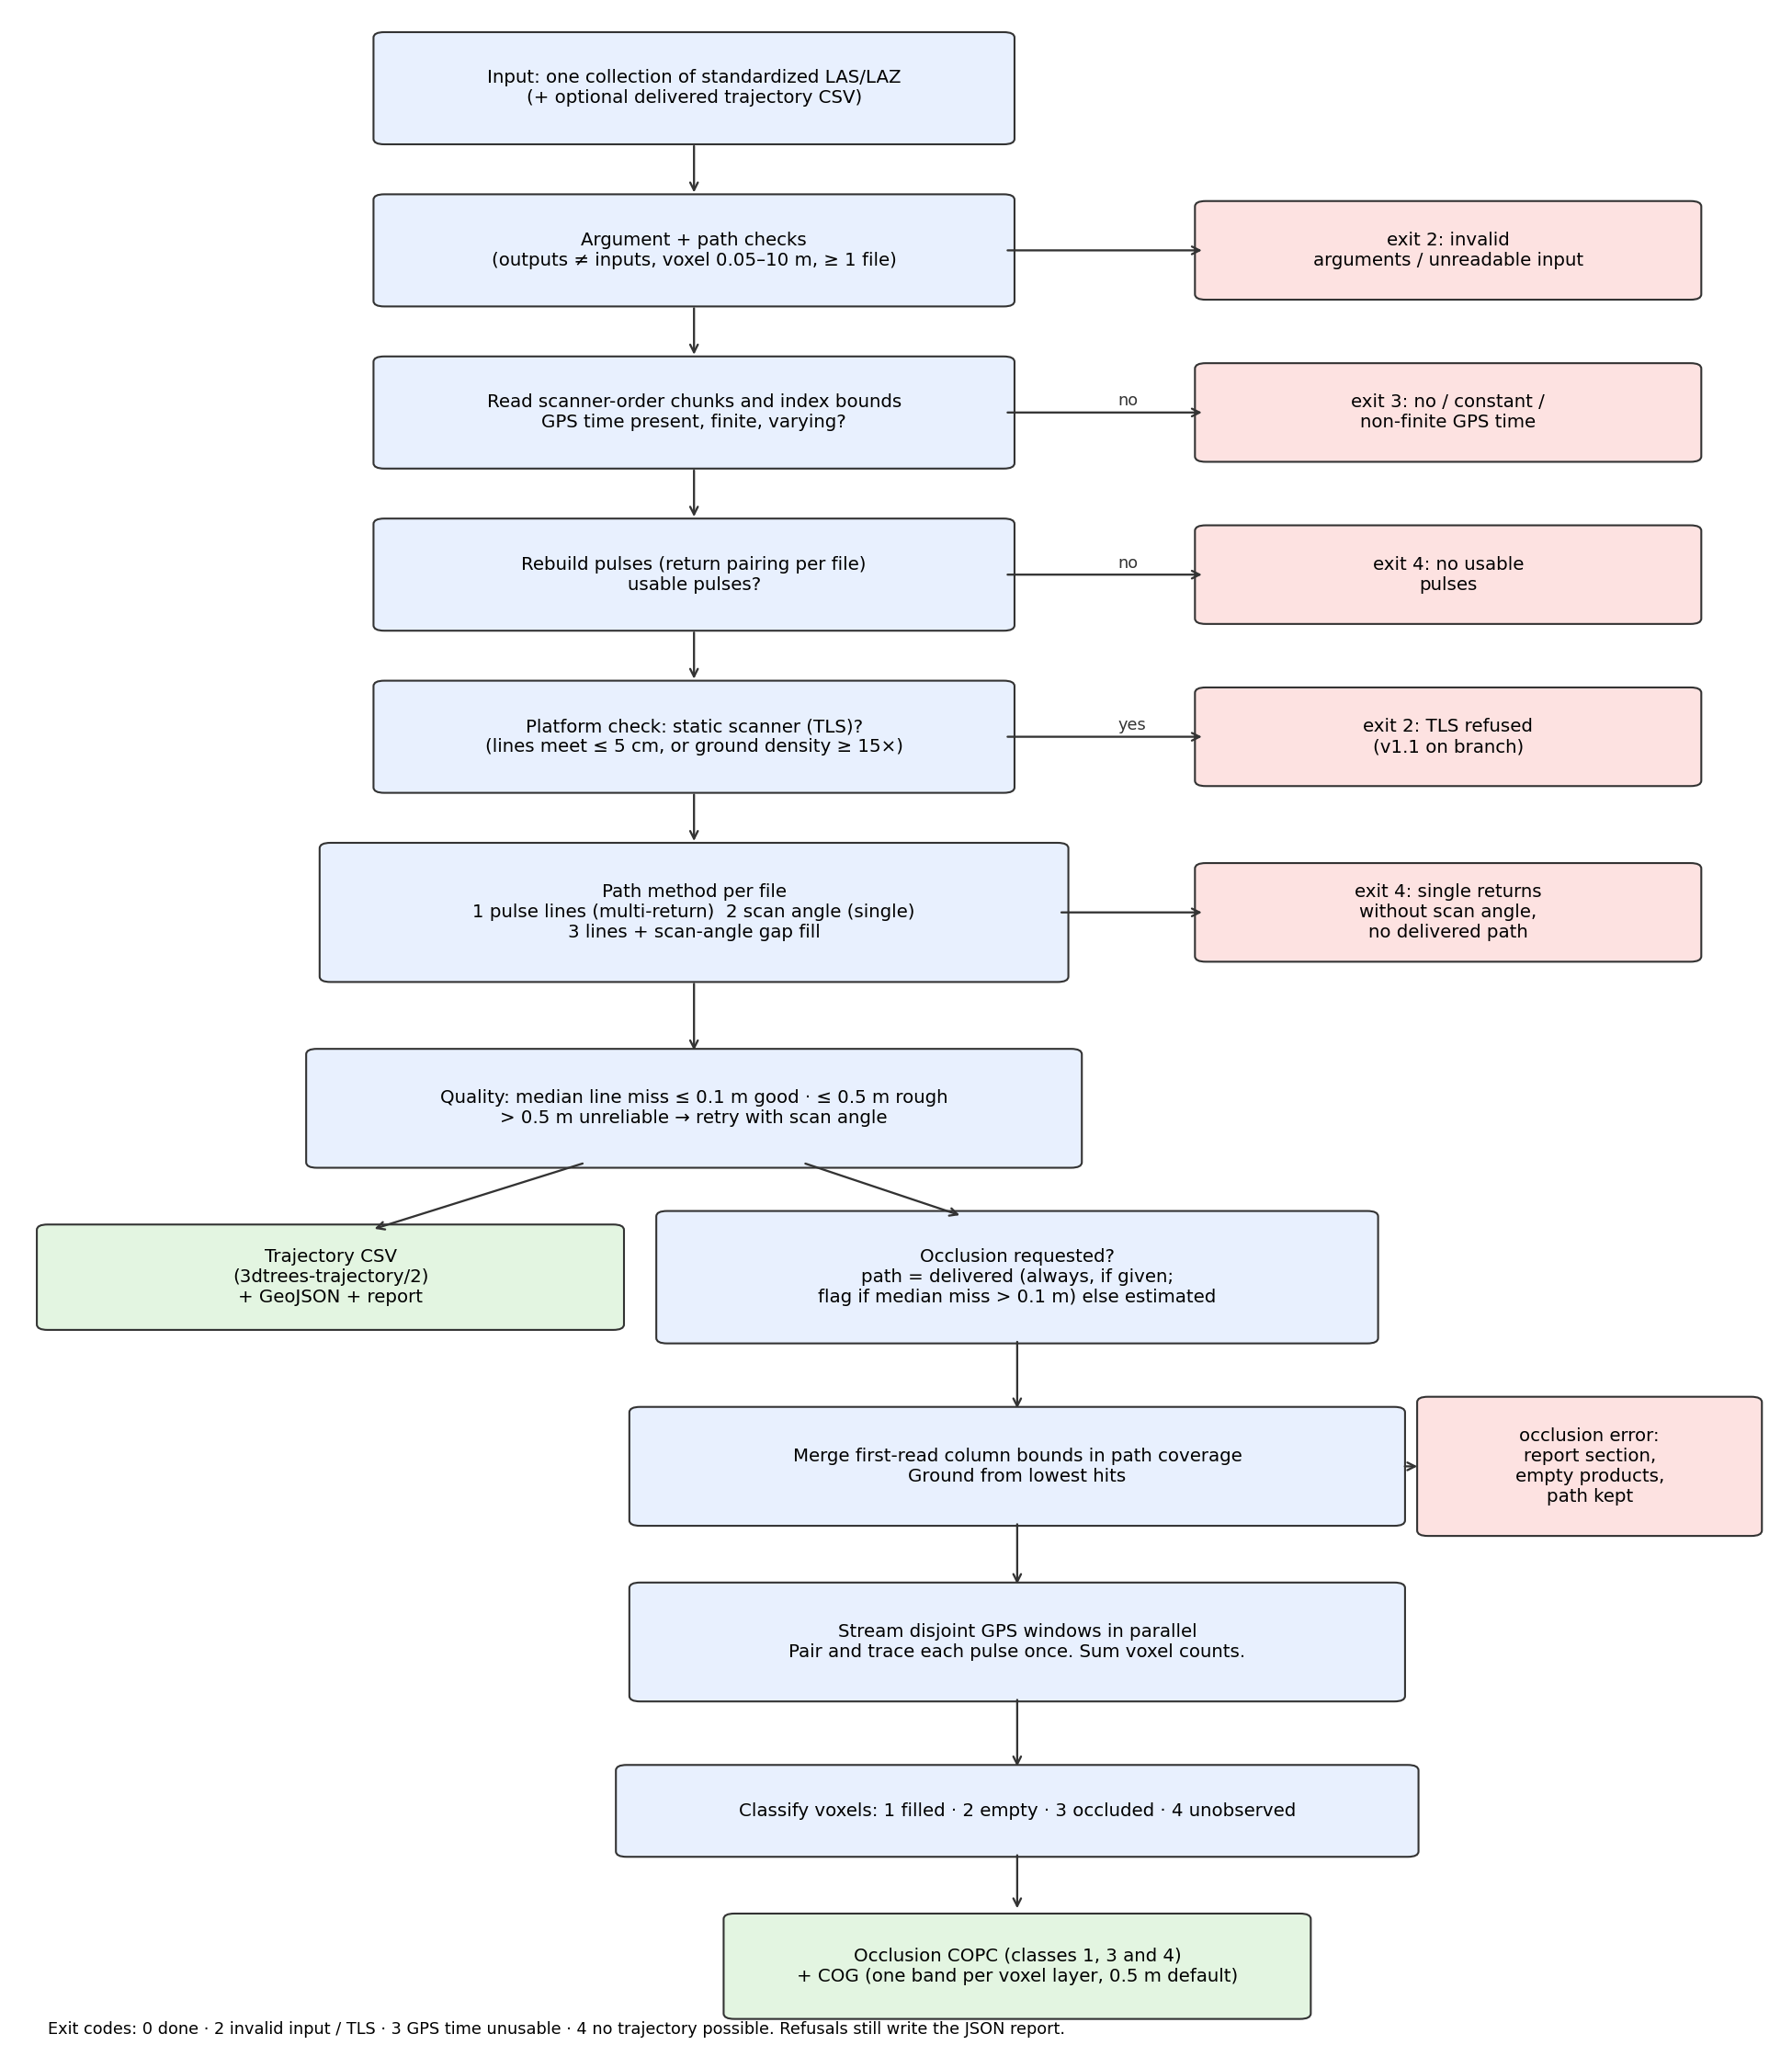 Input: one collection of standardized LAS/LAZ
(+ optional delivered trajectory CSV)
Argument + path checks
(outputs ≠ inputs, voxel 0.05–10 m, ≥ 1 file)
exit 2: invalid
arguments / unreadable input
Read scanner-order chunks and index bounds
GPS time present, finite, varying?
no
exit 3: no / constant /
non-finite GPS time
Rebuild pulses (return pairing per file)
usable pulses?
no
exit 4: no usable
pulses
Platform check: static scanner (TLS)?
(lines meet ≤ 5 cm, or ground density ≥ 15×)
yes
exit 2: TLS refused
(v1.1 on branch)
Path method per file
1 pulse lines (multi-return)  2 scan angle (single)
3 lines + scan-angle gap fill
exit 4: single returns
without scan angle,
no delivered path
Quality: median line miss ≤ 0.1 m good · ≤ 0.5 m rough
> 0.5 m unreliable → retry with scan angle
Trajectory CSV
(3dtrees-trajectory/2)
+ GeoJSON + report
Occlusion requested?
path = delivered (always, if given;
flag if median miss > 0.1 m) else estimated
Merge first-read column bounds in path coverage
Ground from lowest hits
occlusion error:
report section,
empty products,
path kept
Stream disjoint GPS windows in parallel
Pair and trace each pulse once. Sum voxel counts.
Classify voxels: 1 filled · 2 empty · 3 occluded · 4 unobserved
Occlusion COPC (classes 1, 3 and 4)
+ COG (one band per voxel layer, 0.5 m default)
Exit codes: 0 done · 2 invalid input / TLS · 3 GPS time unusable · 4 no trajectory possible. Refusals still write the JSON report.